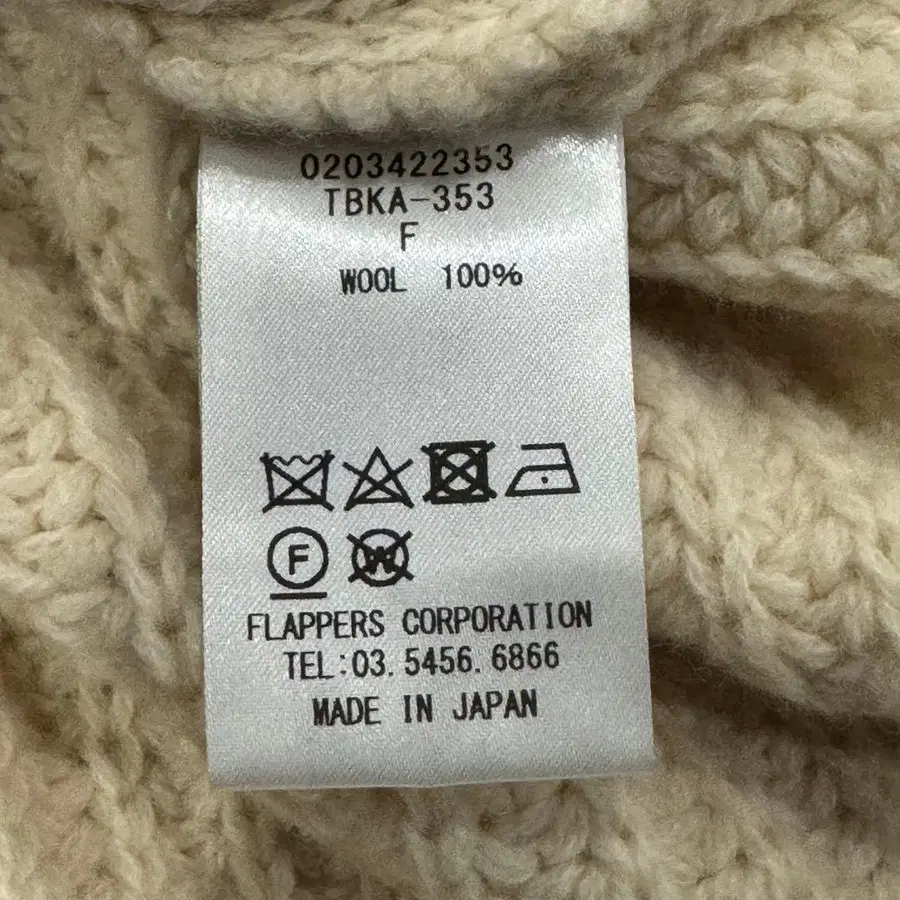 0203422353
TBKA-353
F
WOOL 100%
F W
FLAPPERS CORPORATION
TEL:03.5456.6866
MADE IN JAPAN